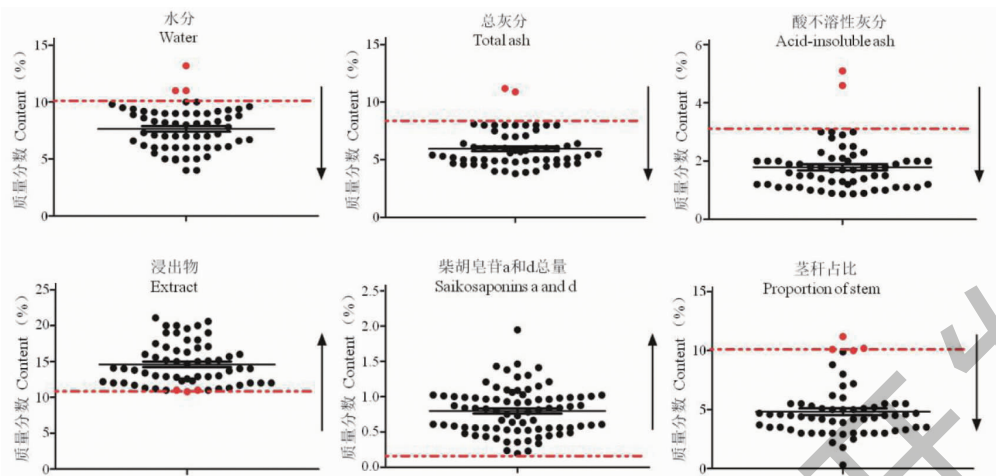 水分
Water
质量分数 Content（%）
15
10
5
0
总灰分
Total ash
质量分数 Content（%）
15
10
5
0
酸不溶性灰分
Acid-insoluble ash
质量分数 Content（%）
6
4
2
0
浸出物
Extract
质量分数 Content（%）
25
20
15
10
5
0
柴胡皂苷a和d总量
Saikosaponins a and d
质量分数 Content（%）
2.5
2.0
1.5
1.0
0.5
0.0
茎秆占比
Proportion of stem
质量分数 Content（%）
15
10
5
0